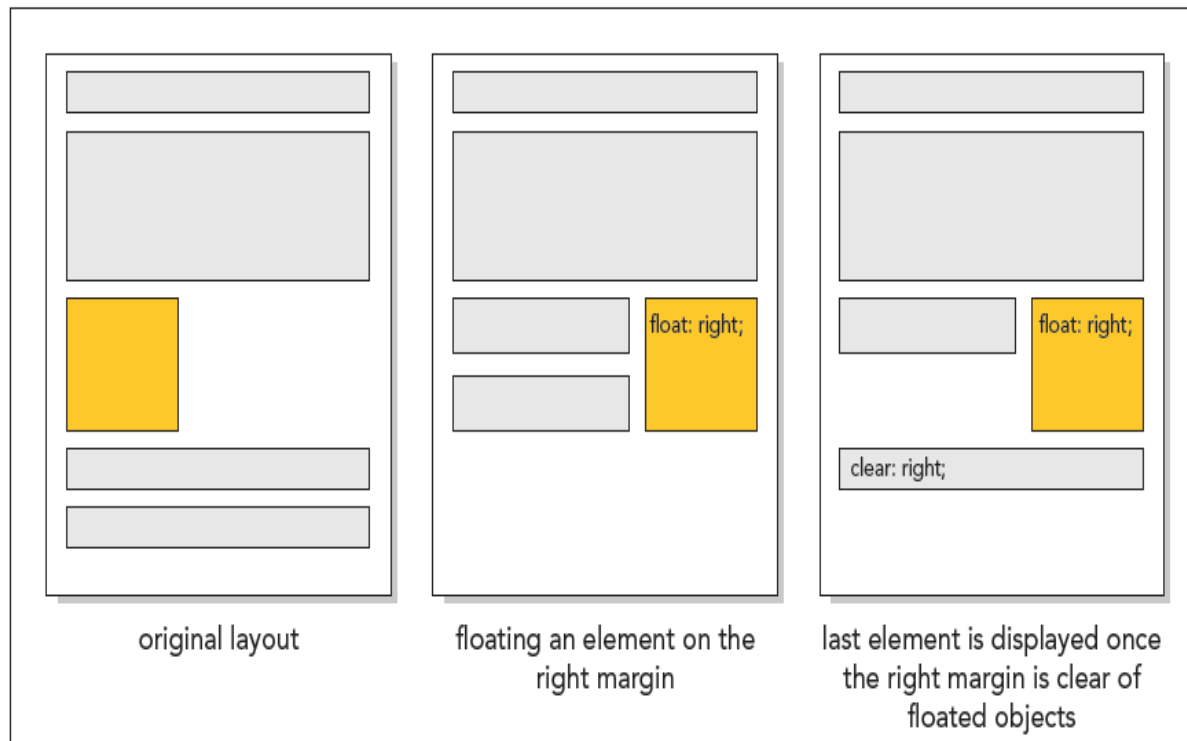 float: right;
float: right;
clear: right;
original layout
floating an element on the
right margin
last element is displayed once
the right margin is clear of
floated objects